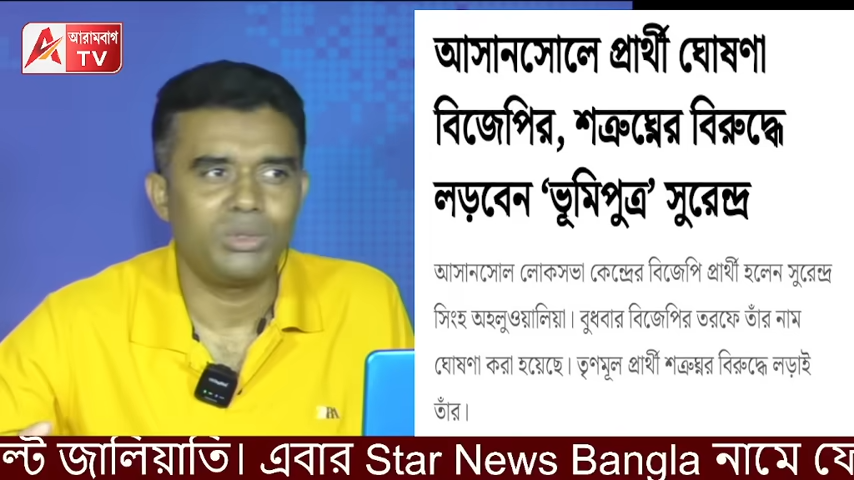 আরামবাগ
TV
আসানসোলে প্রার্থী ঘোষণা
বিজেপির, শত্রুঘ্নের বিরুদ্ধে
লড়বেন ‘ভূমিপুত্র’ সুরেন্দ্র
আসানসোল লোকসভা কেন্দ্রের বিজেপি প্রার্থী হলেন সুরেন্দ্র
সিংহ অহলুওয়ালিয়া। বুধবার বিজেপির তরফে তাঁর নাম
ঘোষণা করা হয়েছে। তৃণমূল প্রার্থী শত্রুঘ্নর বিরুদ্ধে লড়াই
তাঁর।
ল্ট জালিয়াতি। এবার Star News Bangla নামে ফে